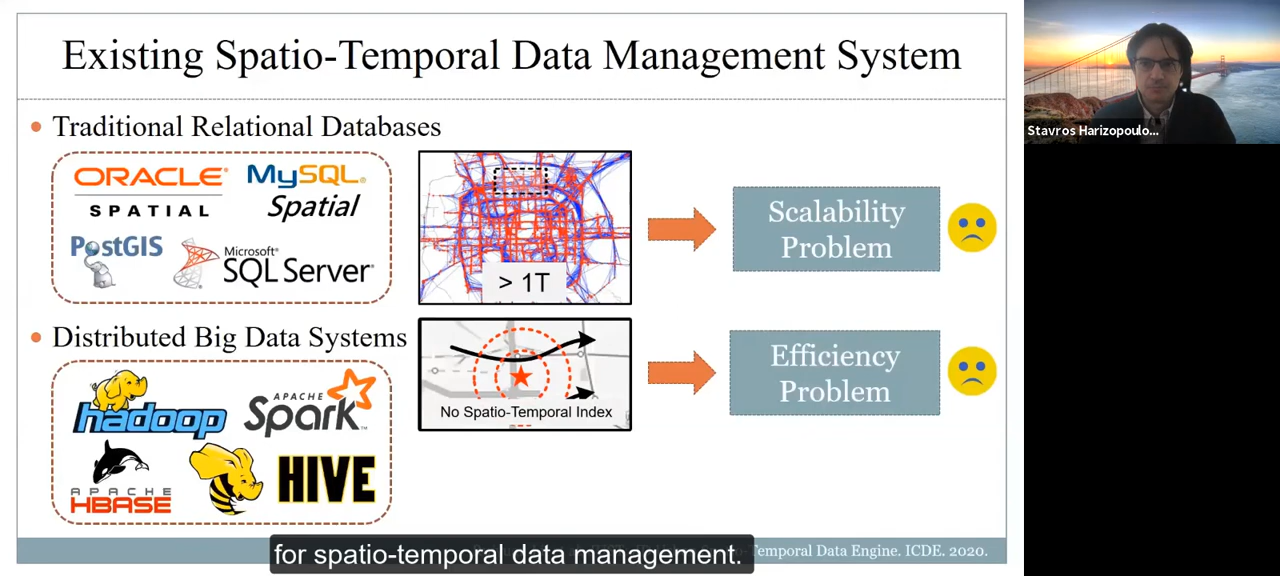 Existing Spatio-Temporal Data Management System
Traditional Relational Databases
ORACLE
SPATIAL
MySQL
Spatial
PostGIS
Microsoft
SQL Server
> 1T
Scalability
Problem
Distributed Big Data Systems
hadoop
APACHE
Spark
APACHE
HBASE
HIVE
No Spatio-Temporal Index
Efficiency
Problem
-Temporal Data Engine. ICDE. 2020.
for spatio-temporal data management.
Stavros Harizopoulo...